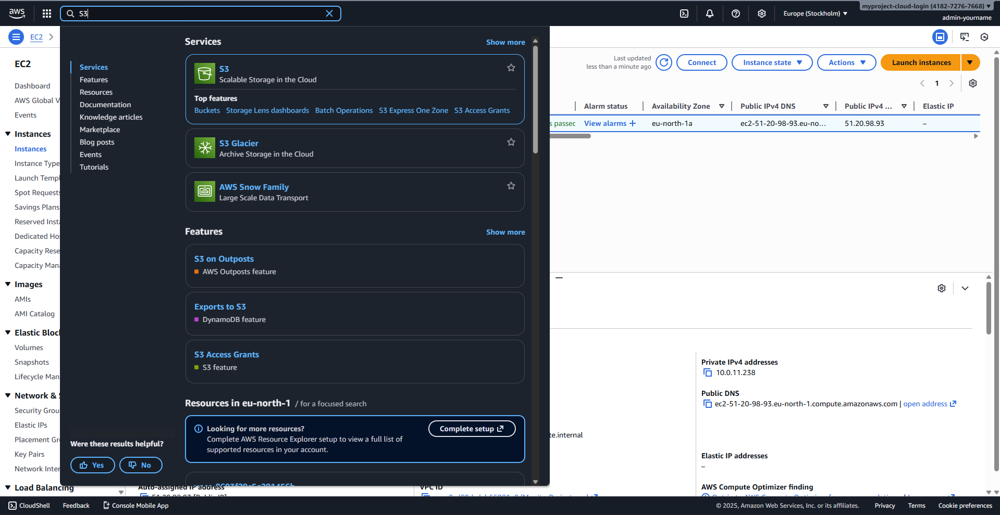 aws
S3
Europe (Stockholm)
myproject-cloud-login (4182-7276-7668)
admin-yourname
EC2
EC2
Dashboard
AWS Global V
Events
Instances
Instances
Instance Type
Launch Templ
Spot Requests
Savings Plans
Reserved Insta
Dedicated Hos
Capacity Rese
Capacity Mana
Images
AMIs
AMI Catalog
Elastic Block
Volumes
Snapshots
Lifecycle Man
Network & S
Security Grou
Elastic IPs
Placement Gro
Key Pairs
Network Inter
Load Balancing
Services
Features
Resources
Documentation
Knowledge articles
Marketplace
Blog posts
Events
Tutorials
Were these results helpful?
Yes
No
Services
Show more
S3
Scalable Storage in the Cloud
Top features
Buckets Storage Lens dashboards Batch Operations S3 Express One Zone S3 Access Grants
S3 Glacier
Archive Storage in the Cloud
AWS Snow Family
Large Scale Data Transport
Features
Show more
S3 on Outposts
AWS Outposts feature
Exports to S3
DynamoDB feature
S3 Access Grants
S3 feature
Resources in eu-north-1 / for a focused search
Looking for more resources?
Complete AWS Resource Explorer setup to view a full list of
supported resources in your account.
Complete setup
Last updated
less than a minute ago
Connect
Instance state
Actions
Launch instances
1
Alarm status Availability Zone Public IPv4 DNS Public IPv4 ... Elastic IP
s passed View alarms + eu-north-1a ec2-51-20-98-93.eu-no... 51.20.98.93 –
Private IPv4 addresses
10.0.11.238
Public DNS
ec2-51-20-98-93.eu-north-1.compute.amazonaws.com | open address
te.internal
Elastic IP addresses
–
Auto-assigned IP address
VPC ID
AWS Compute Optimizer finding
CloudShell
Feedback
Console Mobile App
© 2025, Amazon Web Services, Inc. or its affiliates.
Privacy
Terms
Cookie preferences